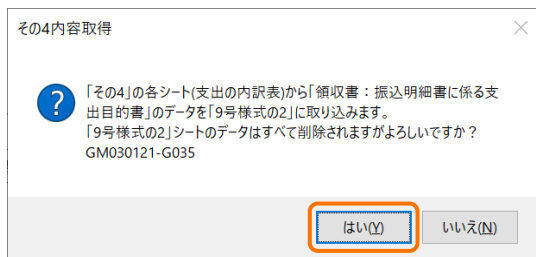 その4内容取得
「その4」の各シート(支出の内訳表)から「領収書：振込明細書に係る支
出目的書」のデータを「9号様式の2」に取り込みます。
「9号様式の2」シートのデータはすべて削除されますがよろしいですか？
GM030121-G035
はい(Y) いいえ(N)